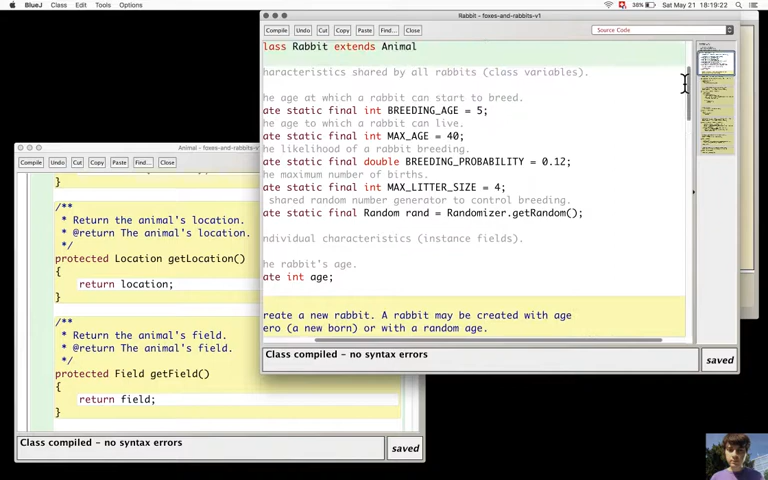 BlueJ Class Edit Tools Options
38% Sat May 21 18:19:22
Rabbit - foxes-and-rabbits-v1
Compile Undo Cut Copy Paste Find... Close
Source Code
lass Rabbit extends Animal
haracteristics shared by all rabbits (class variables).
he age at which a rabbit can start to breed.
ate static final int BREEDING_AGE = 5;
he age to which a rabbit can live.
ate static final int MAX_AGE = 40;
he likelihood of a rabbit breeding.
ate static final double BREEDING_PROBABILITY = 0.12;
he maximum number of births.
ate static final int MAX_LITTER_SIZE = 4;
shared random number generator to control breeding.
ate static final Random rand = Randomizer.getRandom();
ndividual characteristics (instance fields).
he rabbit's age.
ate int age;
reate a new rabbit. A rabbit may be created with age
ero (a new born) or with a random age.
Class compiled - no syntax errors
saved
Animal - foxes-and-rabbits-v
Compile Undo Cut Copy Paste Find... Close
}
/**
* Return the animal's location.
* @return The animal's location.
*/
protected Location getLocation()
{
return location;
}
/**
* Return the animal's field.
* @return The animal's field.
*/
protected Field getField()
{
return field;
}
Class compiled - no syntax errors
saved